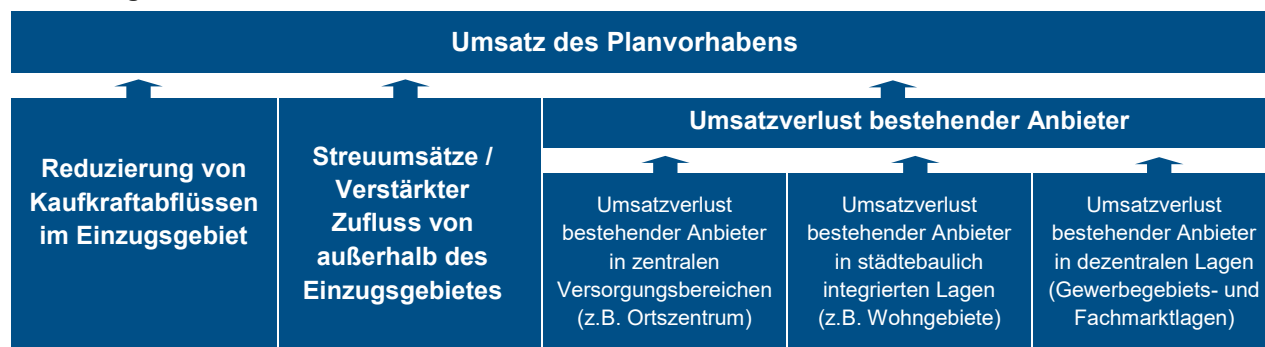 Umsatz des Planvorhabens
Reduzierung von
Kaufkraftabflüssen
im Einzugsgebiet
Streuumsätze /
Verstärkter
Zufluss von
außerhalb des
Einzugsgebietes
Umsatzverlust bestehender Anbieter
Umsatzverlust
bestehender Anbieter
in zentralen
Versorgungsbereichen
(z.B. Ortszentrum)
Umsatzverlust
bestehender Anbieter
in städtebaulich
integrierten Lagen
(z.B. Wohngebiete)
Umsatzverlust
bestehender Anbieter
in dezentralen Lagen
(Gewerbegebiets- und
Fachmarktlagen)